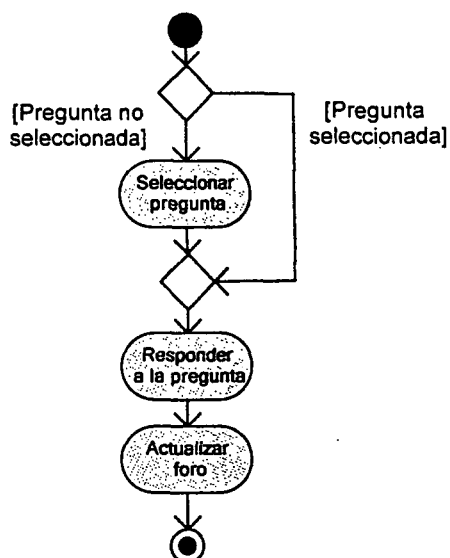 [Pregunta no
seleccionada]
[Pregunta
seleccionada]
Seleccionar
pregunta
Responder
a la pregunta
Actualizar
foro